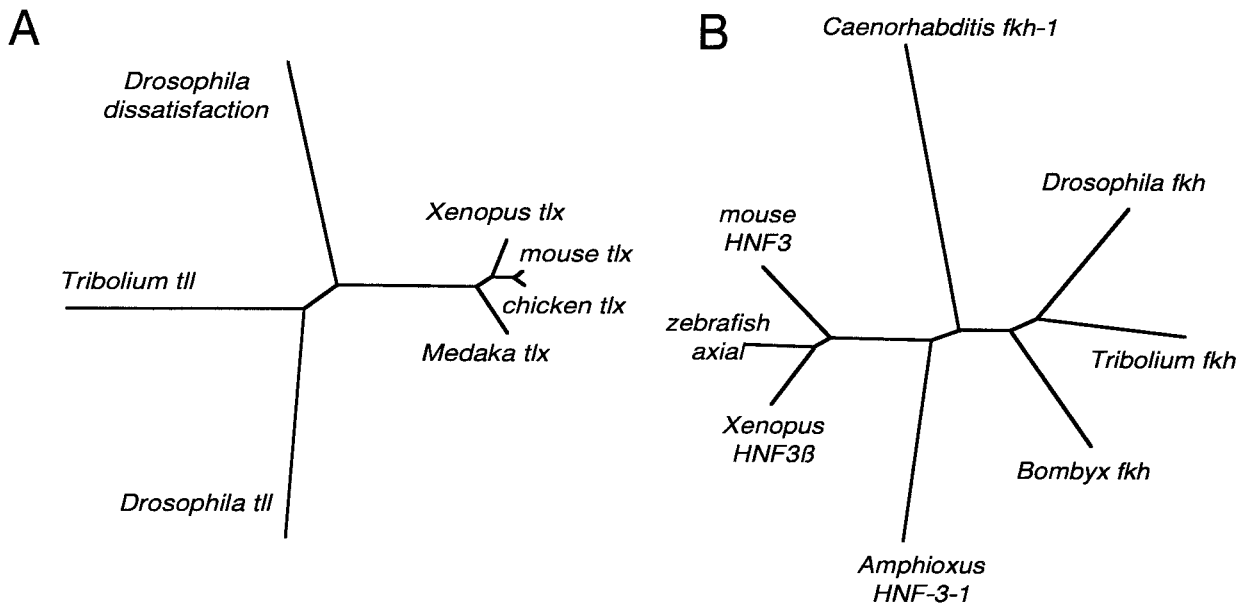 A
Drosophila
dissatisfaction
Xenopus tlx
mouse tlx
Tribolium tll
chicken tlx
Medaka tlx
Drosophila tll
B
Caenorhabditis fkh-1
Drosophila fkh
mouse
HNF3
zebrafish
axial
Tribolium fkh
Xenopus
HNF3ß
Bombyx fkh
Amphioxus
HNF-3-1